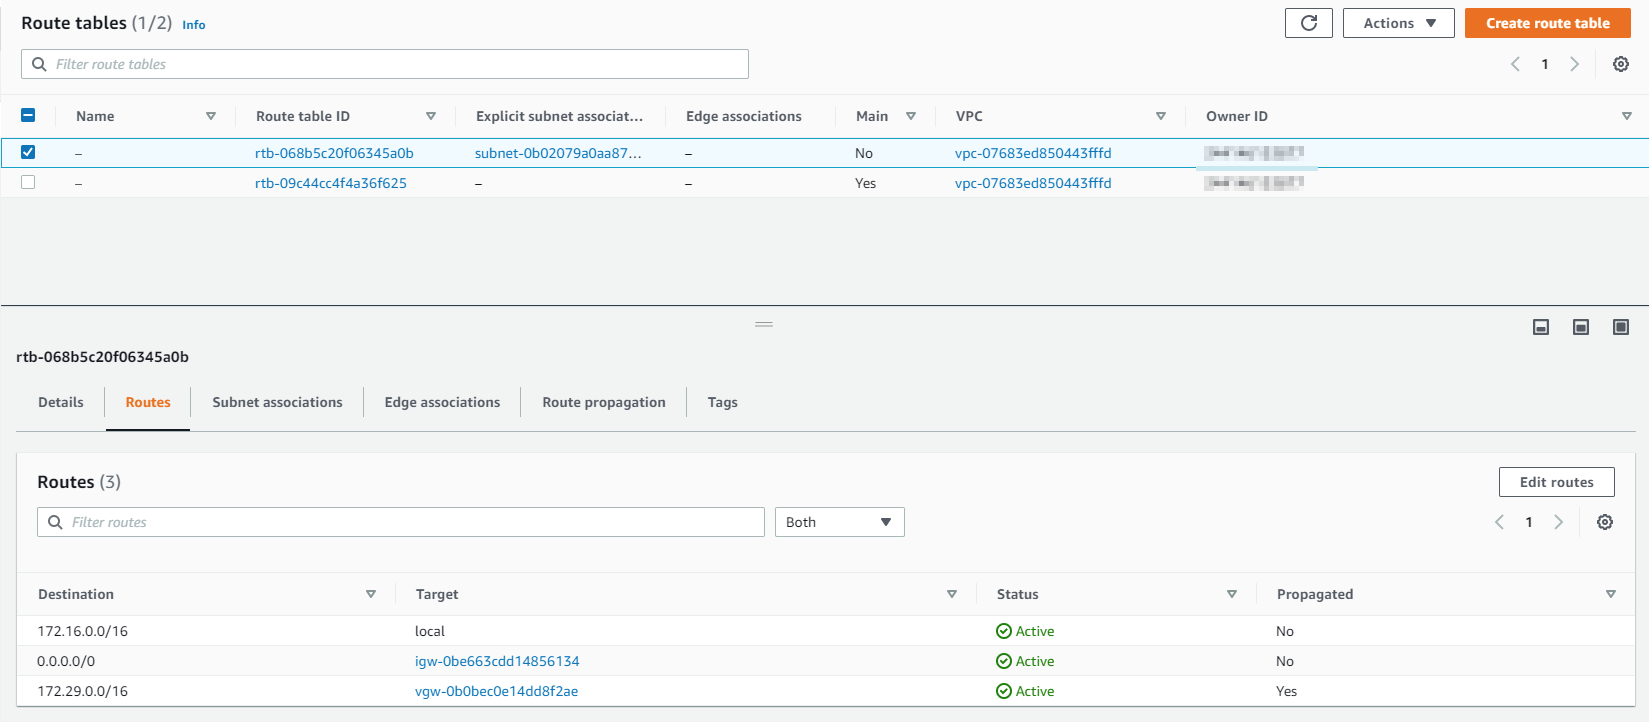 Route tables (1/2) Info
Actions
Create route table
Filter route tables
1
Name Route table ID Explicit subnet associat... Edge associations Main VPC Owner ID
– rtb-068b5c20f06345a0b subnet-0b02079a0aa87... – No vpc-07683ed850443fffd
– rtb-09c44cc4f4a36f625 – – Yes vpc-07683ed850443fffd
rtb-068b5c20f06345a0b
Details Routes Subnet associations Edge associations Route propagation Tags
Routes (3)
Edit routes
Filter routes
Both
1
Destination Target Status Propagated
172.16.0.0/16 local Active No
0.0.0.0/0 igw-0be663cdd14856134 Active No
172.29.0.0/16 vgw-0b0bec0e14dd8f2ae Active Yes